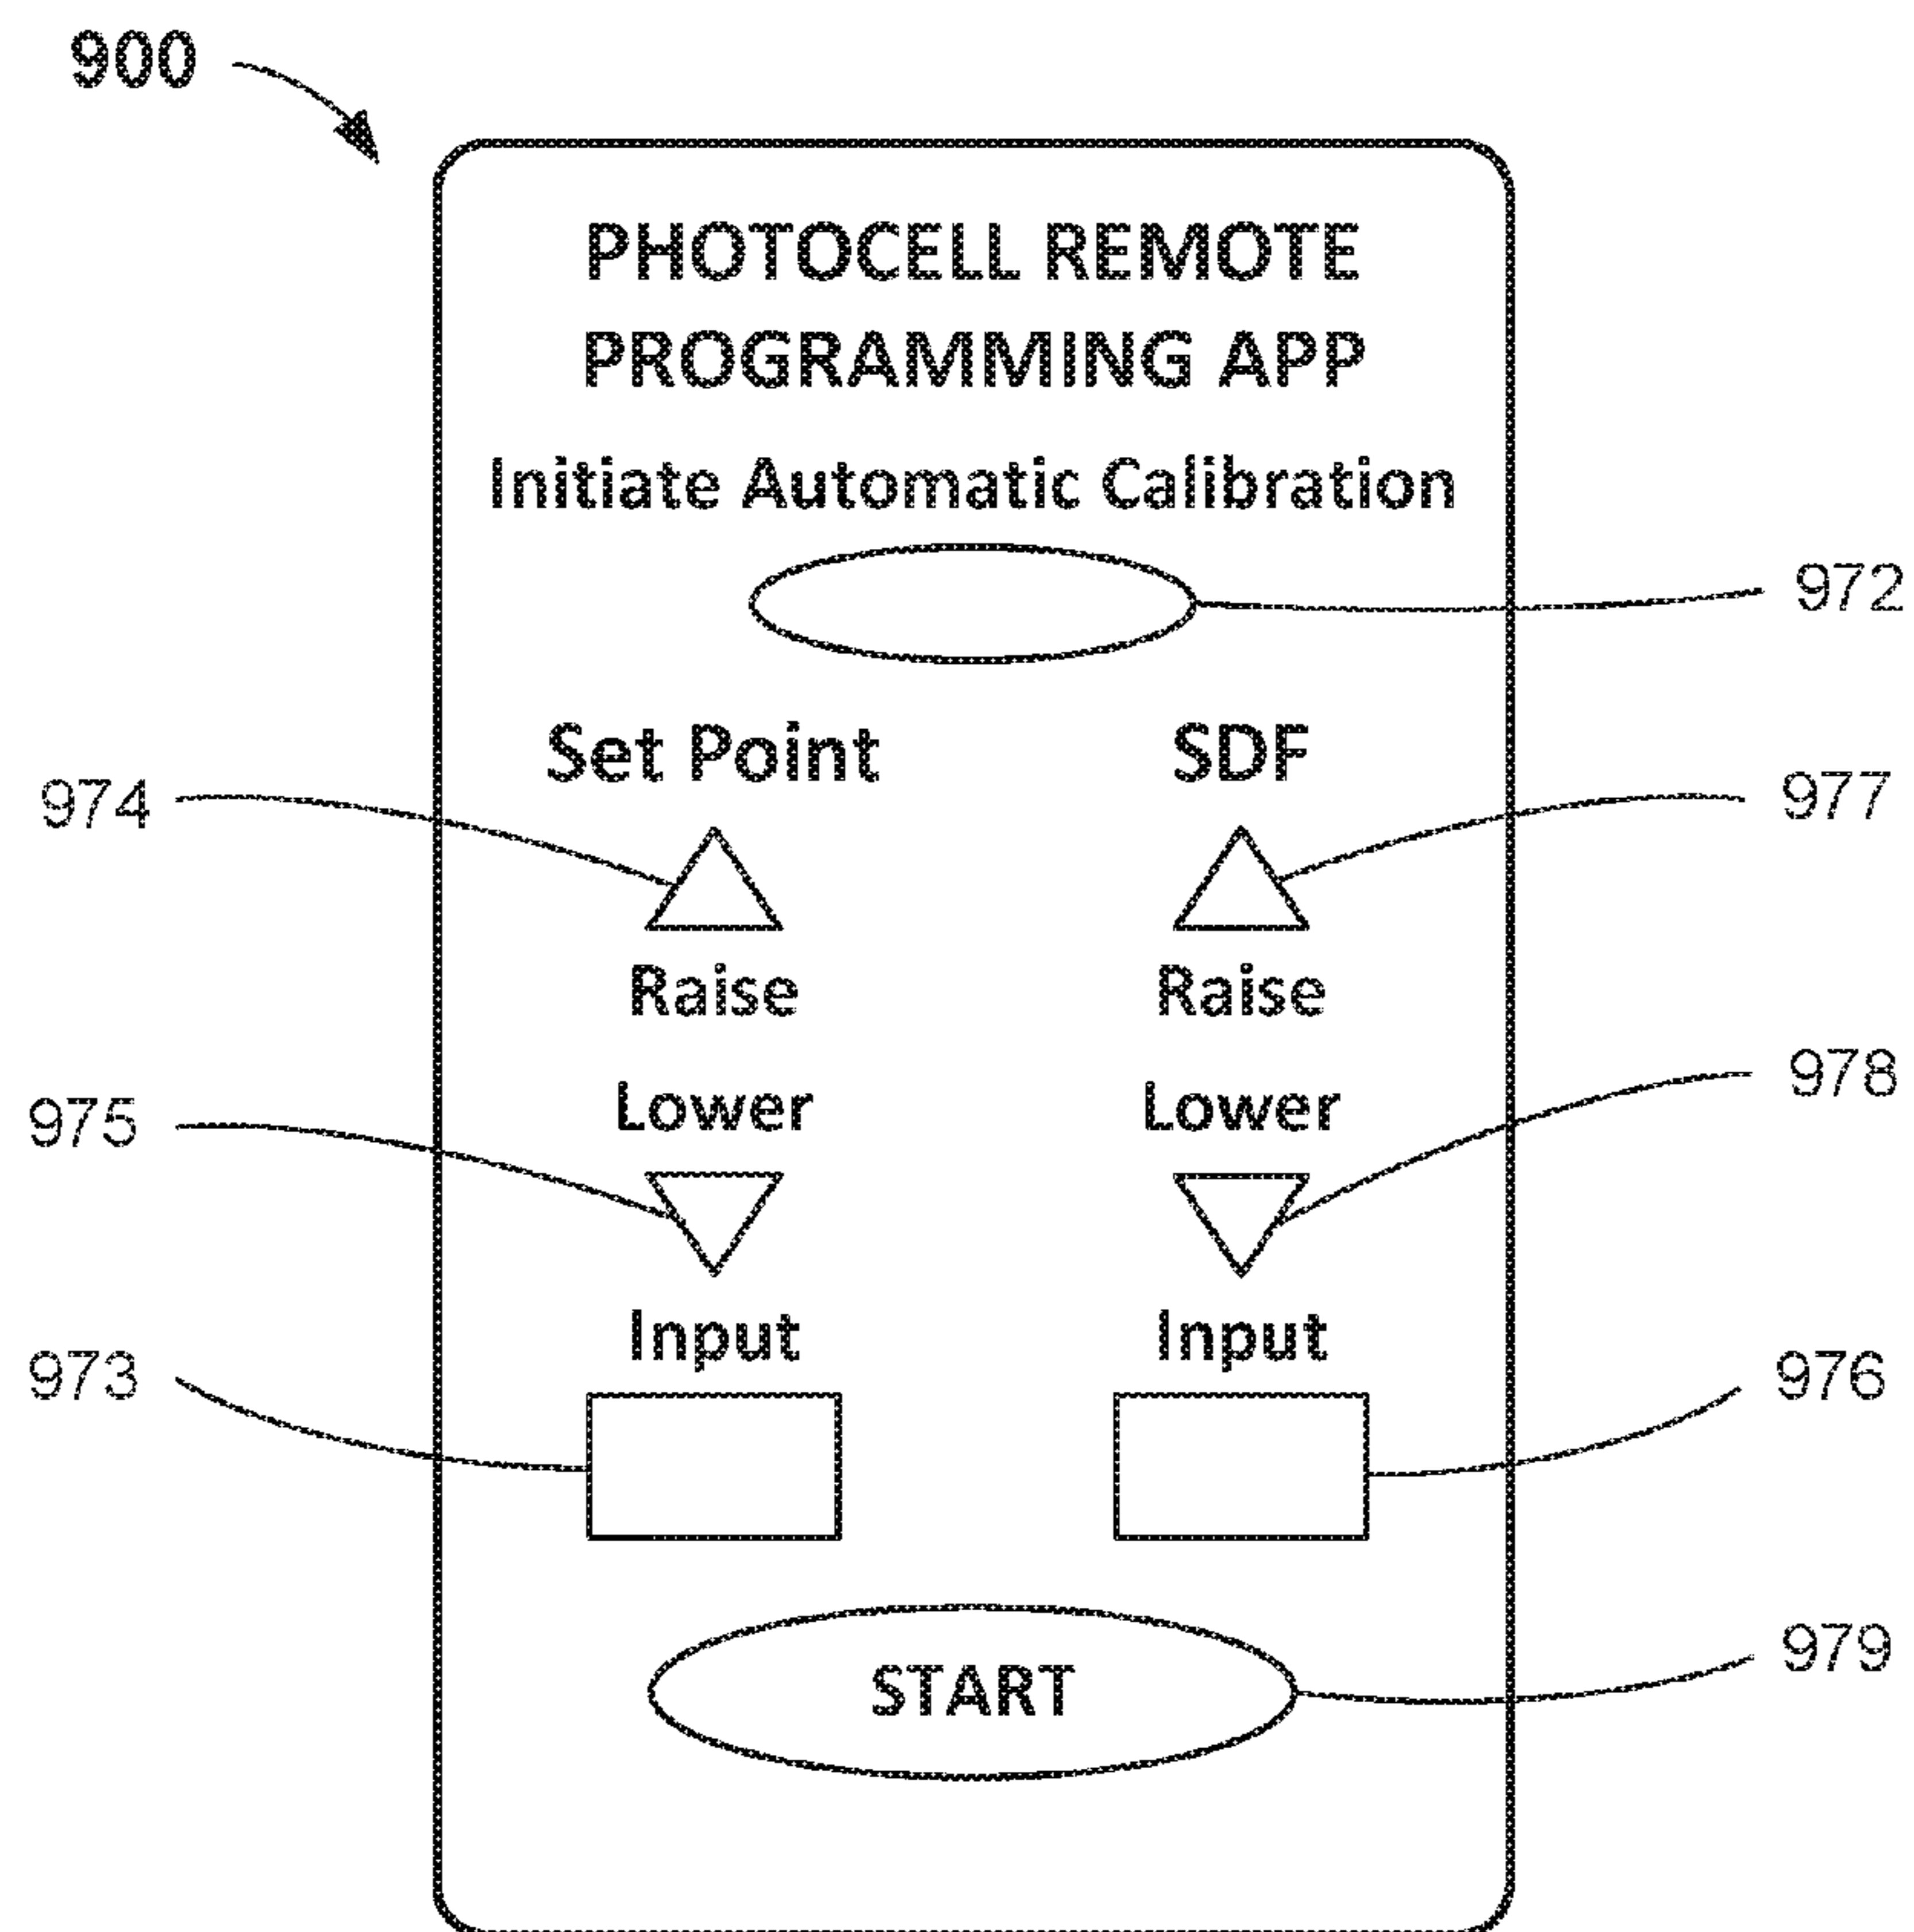 900
PHOTOCELL REMOTE
PROGRAMMING APP
Initiate Automatic Calibration
972
Set Point SDF
974 977
Raise Raise
978
Lower Lower
975
Input Input
973 976
979
START